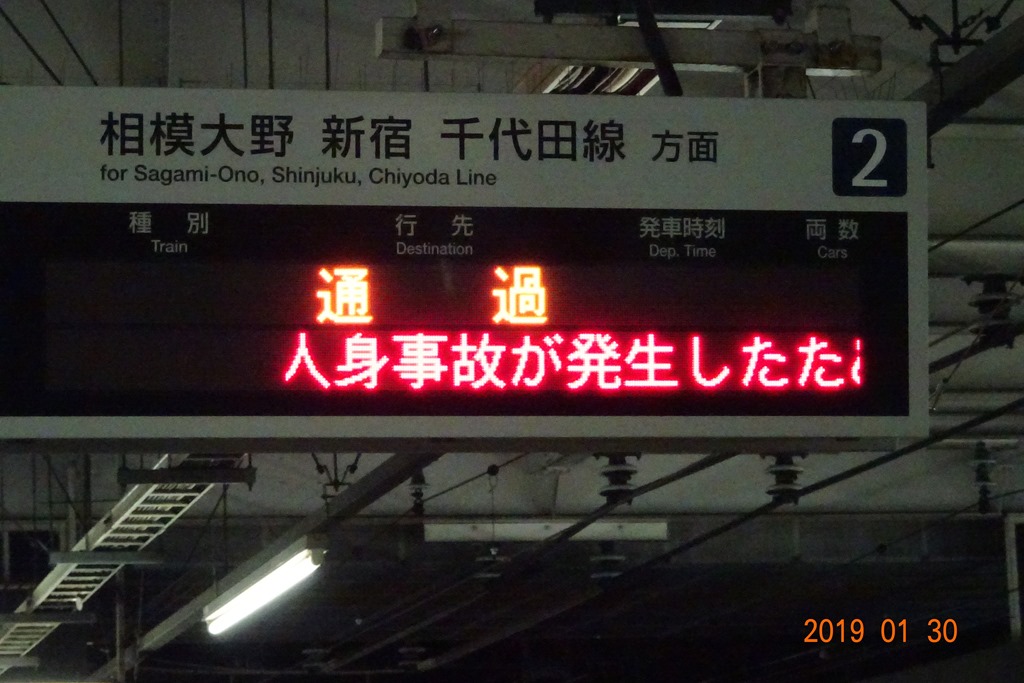 相模大野 新宿 千代田線 方面
for Sagami-Ono, Shinjuku, Chiyoda Line
2
種別 行先 発車時刻 両数
Train Destination Dep. Time Cars
通 過
人身事故が発生したた
2019 01 30